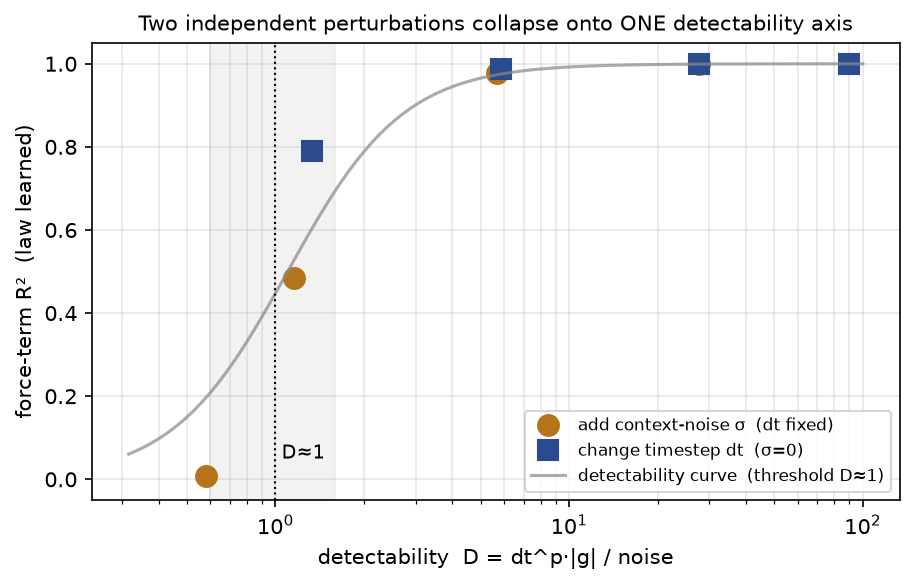 Two independent perturbations collapse onto ONE detectability axis
force-term R² (law learned)
1.0
0.8
0.6
0.4
0.2
0.0
D≈1
add context-noise σ (dt fixed)
change timestep dt (σ=0)
detectability curve (threshold D≈1)
10⁰ 10¹ 10²
detectability D = dt^p·|g| / noise